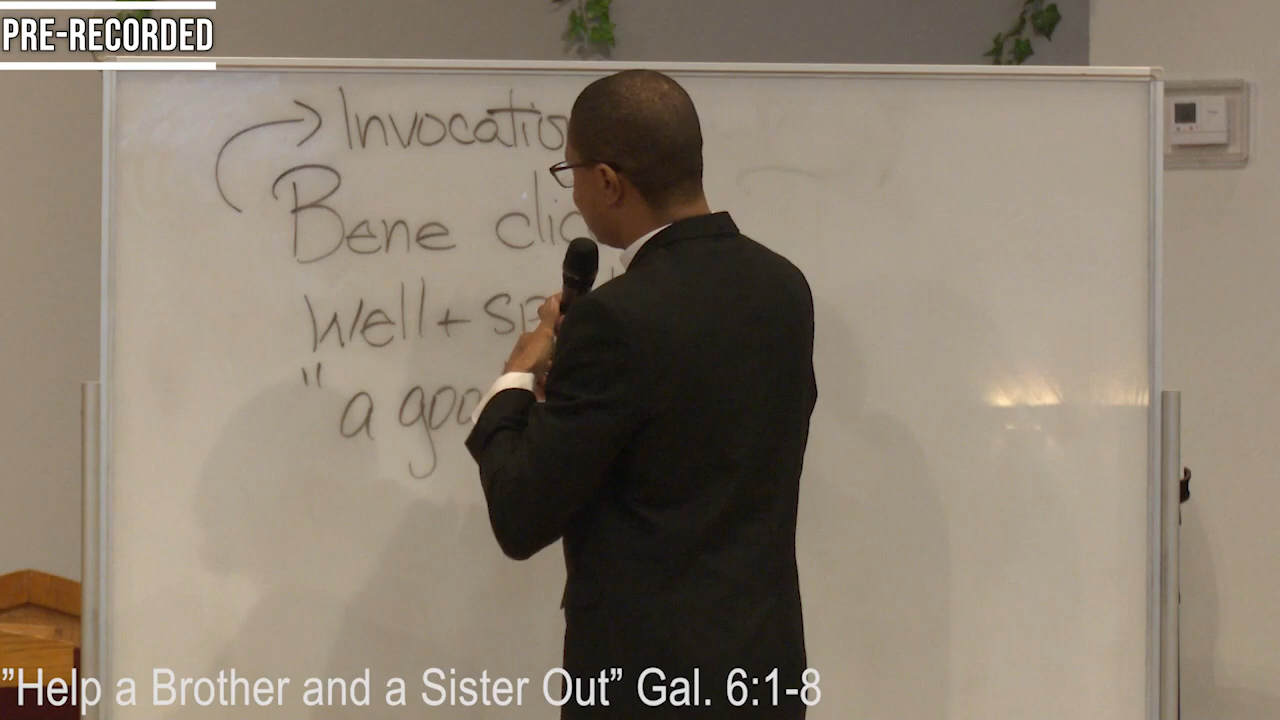 PRE-RECORDED
Invocatio
Bene dic
Well + sp
" a goo
"Help a Brother and a Sister Out" Gal. 6:1-8